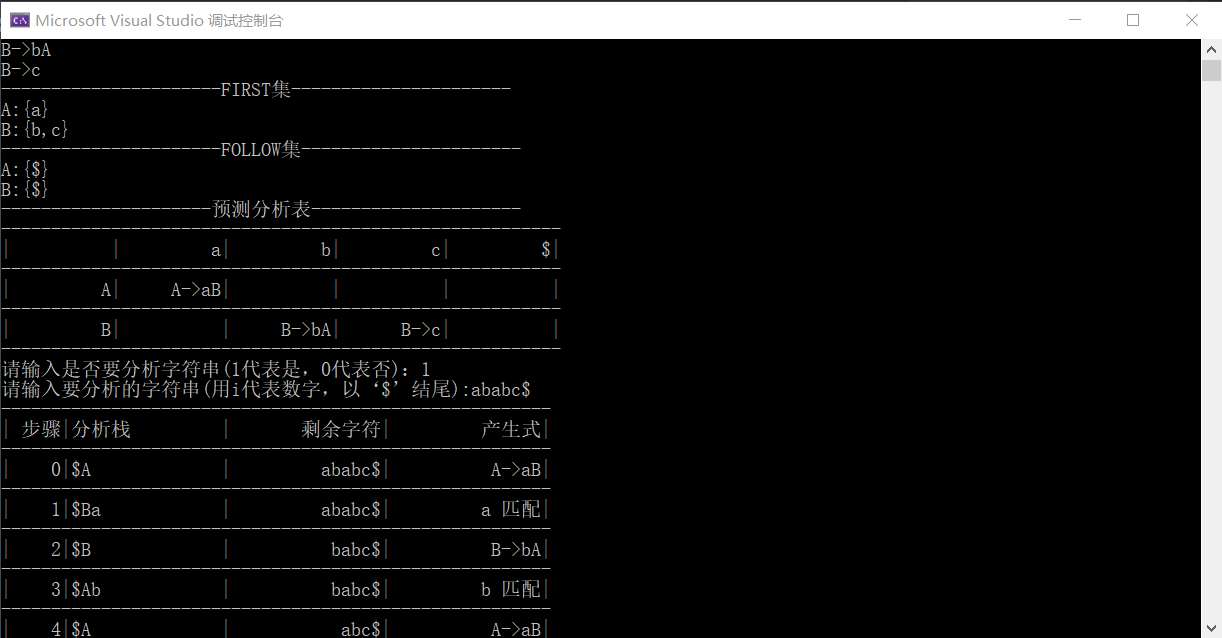 Microsoft Visual Studio 调试控制台
B->bA
B->c
----------------------FIRST集----------------------
A:{a}
B:{b,c}
----------------------FOLLOW集----------------------
A:{$}
B:{$}
---------------------预测分析表---------------------
| | a| b| c| $|
| A| A->aB| | | |
| B| | B->bA| B->c| |
请输入是否要分析字符串(1代表是，0代表否): 1
请输入要分析的字符串(用i代表数字，以‘$’结尾):ababc$
| 步骤|分析栈 | 剩余字符| 产生式|
| 0|$A | ababc$| A->aB|
| 1|$Ba | ababc$| a 匹配|
| 2|$B | babc$| B->bA|
| 3|$Ab | babc$| b 匹配|
| 4|$A | abc$| A->aB|